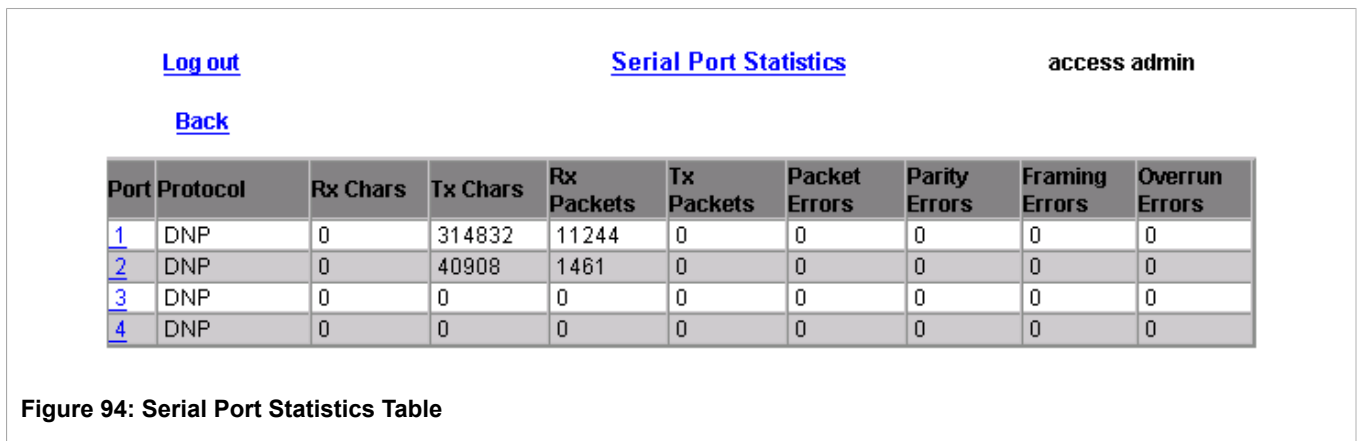 Log out Serial Port Statistics access admin
Back
Port Protocol Rx Chars Tx Chars Rx Packets Tx Packets Packet Errors Parity Errors Framing Errors Overrun Errors
1 DNP 0 314832 11244 0 0 0 0 0
2 DNP 0 40908 1461 0 0 0 0 0
3 DNP 0 0 0 0 0 0 0 0
4 DNP 0 0 0 0 0 0 0 0
Figure 94: Serial Port Statistics Table